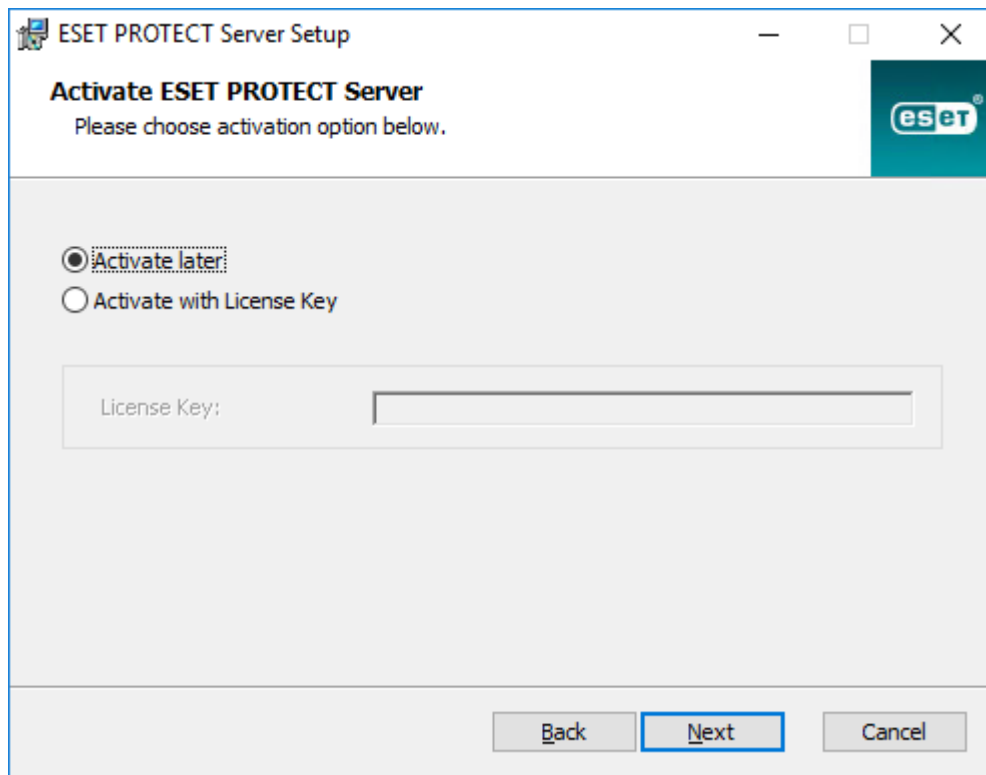 ESET PROTECT Server Setup
Activate ESET PROTECT Server
Please choose activation option below.
eseT®
Activate later
Activate with License Key
License Key:
Back Next Cancel